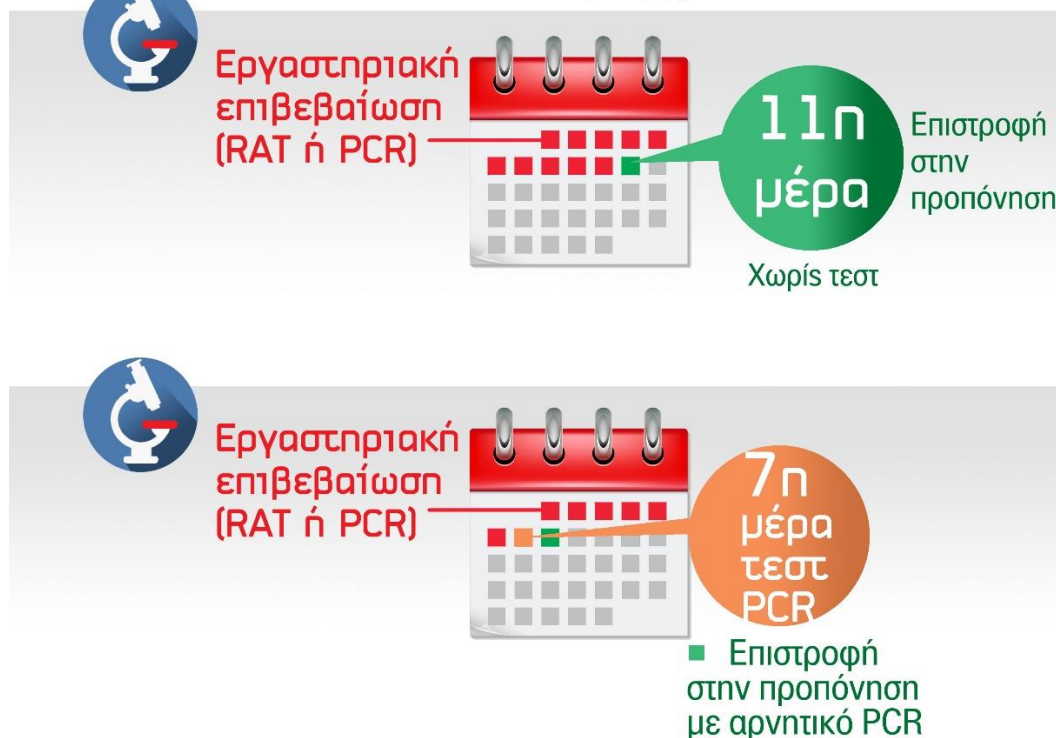 Εργαστηριακή
επιβεβαίωση
(RAT ή PCR)
11η
μέρα
Επιστροφή
στην
προπόνηση
Χωρίς τεστ
Εργαστηριακή
επιβεβαίωση
(RAT ή PCR)
7η
μέρα
τεστ
PCR
Επιστροφή
στην προπόνηση
με αρνητικό PCR